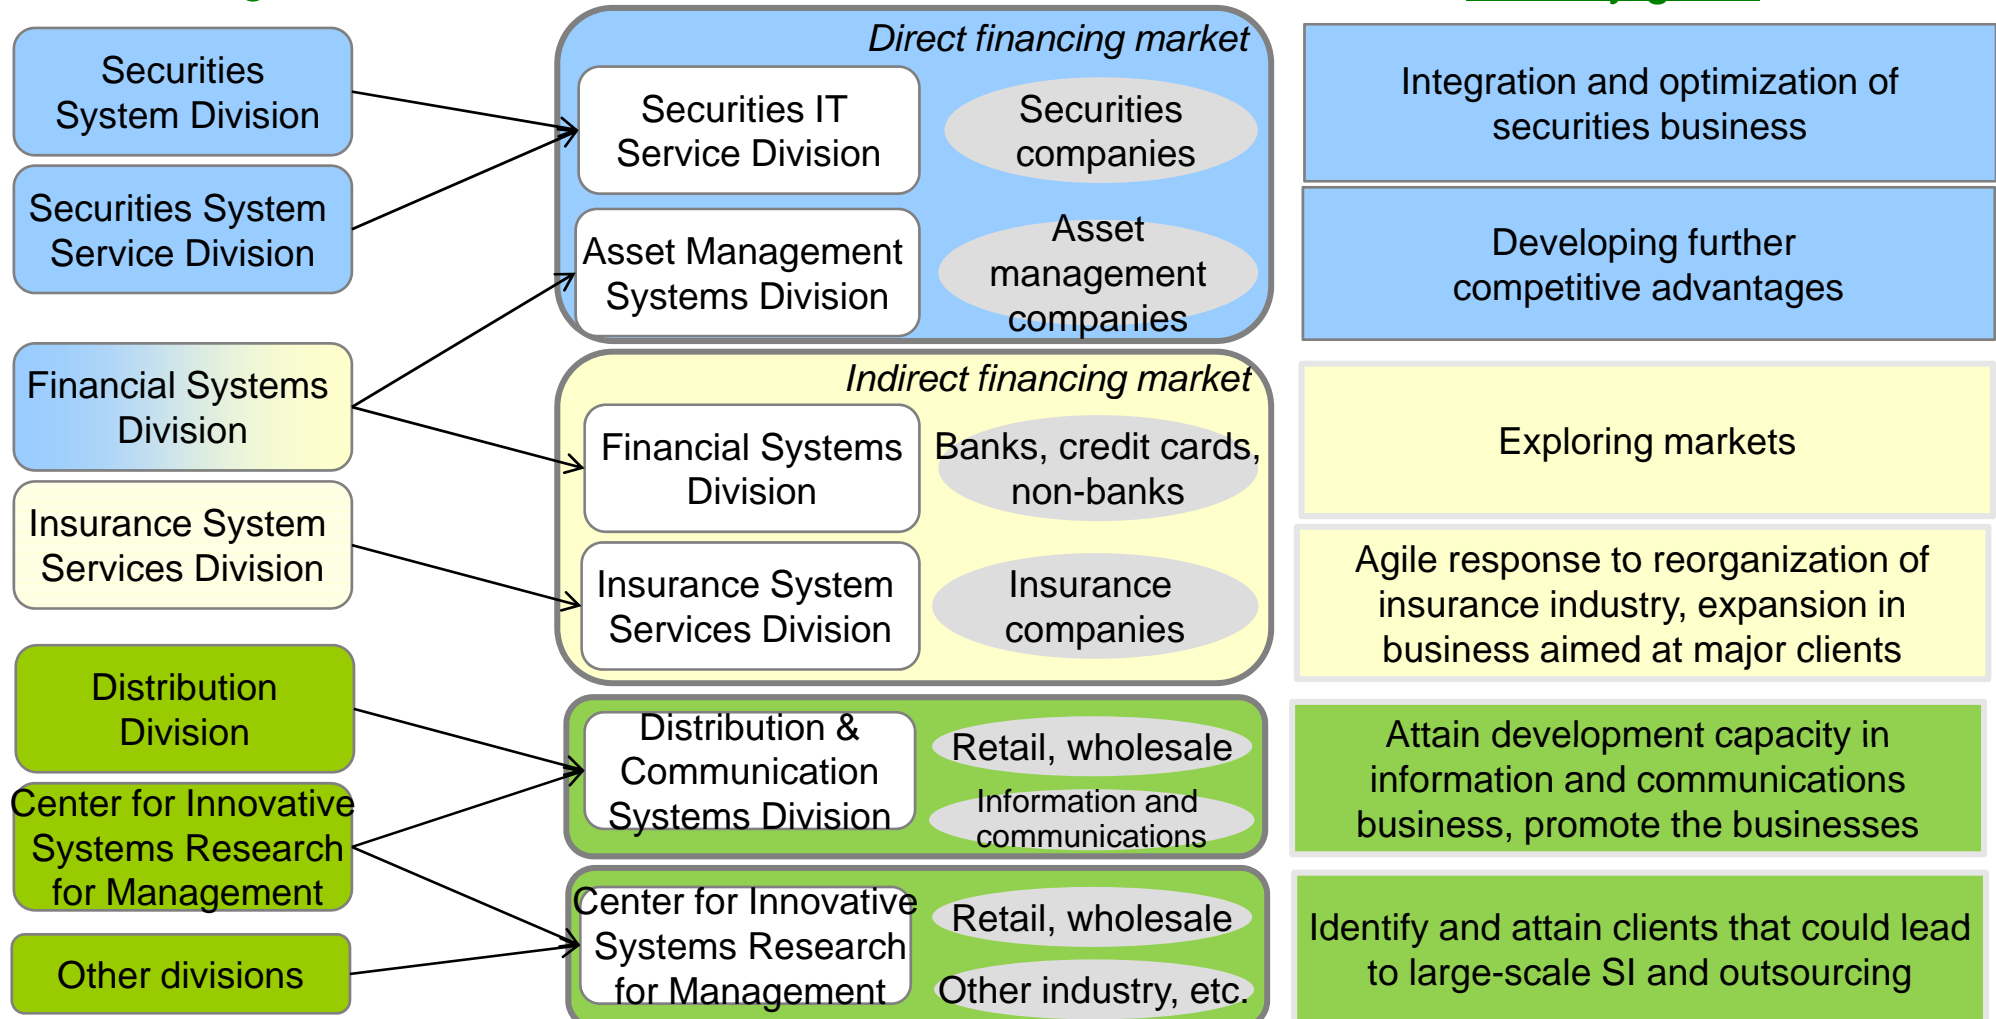 Securities
System Division
Securities System
Service Division
Financial Systems
Division
Insurance System
Services Division
Distribution
Division
Center for Innovative
Systems Research
for Management
Other divisions
Direct financing market
Securities IT
Service Division
Securities
companies
Asset Management
Systems Division
Asset
management
companies
Indirect financing market
Financial Systems
Division
Banks, credit cards,
non-banks
Insurance System
Services Division
Insurance
companies
Distribution &
Communication
Systems Division
Retail, wholesale
Information and
communications
Center for Innovative
Systems Research
for Management
Retail, wholesale
Other industry, etc.
Integration and optimization of
securities business
Developing further
competitive advantages
Exploring markets
Agile response to reorganization of
insurance industry, expansion in
business aimed at major clients
Attain development capacity in
information and communications
business, promote the businesses
Identify and attain clients that could lead
to large-scale SI and outsourcing